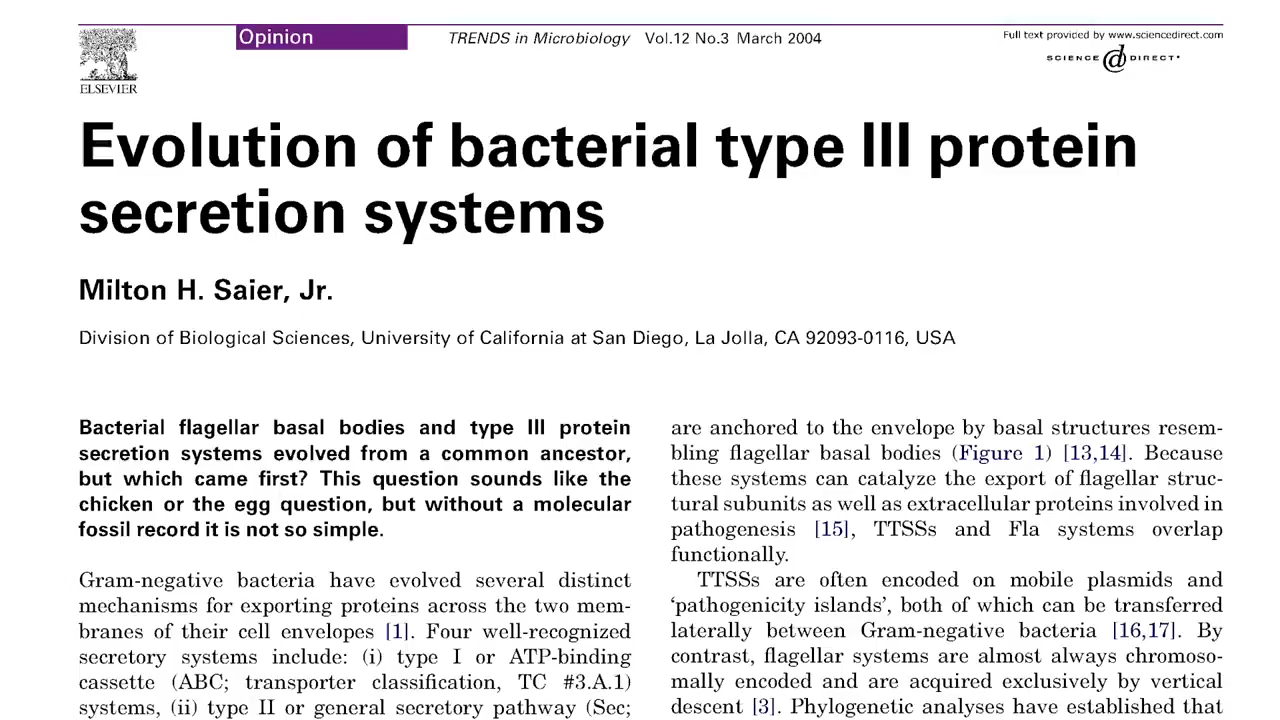 Opinion
TRENDS in Microbiology Vol.12 No.3 March 2004
Full text provided by www.sciencedirect.com
SCIENCE @ DIRECT•
ELSEVIER
Evolution of bacterial type III protein
secretion systems
Milton H. Saier, Jr.
Division of Biological Sciences, University of California at San Diego, La Jolla, CA 92093-0116, USA
Bacterial flagellar basal bodies and type III protein
secretion systems evolved from a common ancestor,
but which came first? This question sounds like the
chicken or the egg question, but without a molecular
fossil record it is not so simple.
Gram-negative bacteria have evolved several distinct
mechanisms for exporting proteins across the two mem-
branes of their cell envelopes [1]. Four well-recognized
secretory systems include: (i) type I or ATP-binding
cassette (ABC; transporter classification, TC #3.A.1)
systems, (ii) type II or general secretory pathway (Sec;
are anchored to the envelope by basal structures resem-
bling flagellar basal bodies (Figure 1) [13,14]. Because
these systems can catalyze the export of flagellar struc-
tural subunits as well as extracellular proteins involved in
pathogenesis [15], TTSSs and Fla systems overlap
functionally.
TTSSs are often encoded on mobile plasmids and
‘pathogenicity islands’, both of which can be transferred
laterally between Gram-negative bacteria [16,17]. By
contrast, flagellar systems are almost always chromoso-
mally encoded and are acquired exclusively by vertical
descent [3]. Phylogenetic analyses have established that